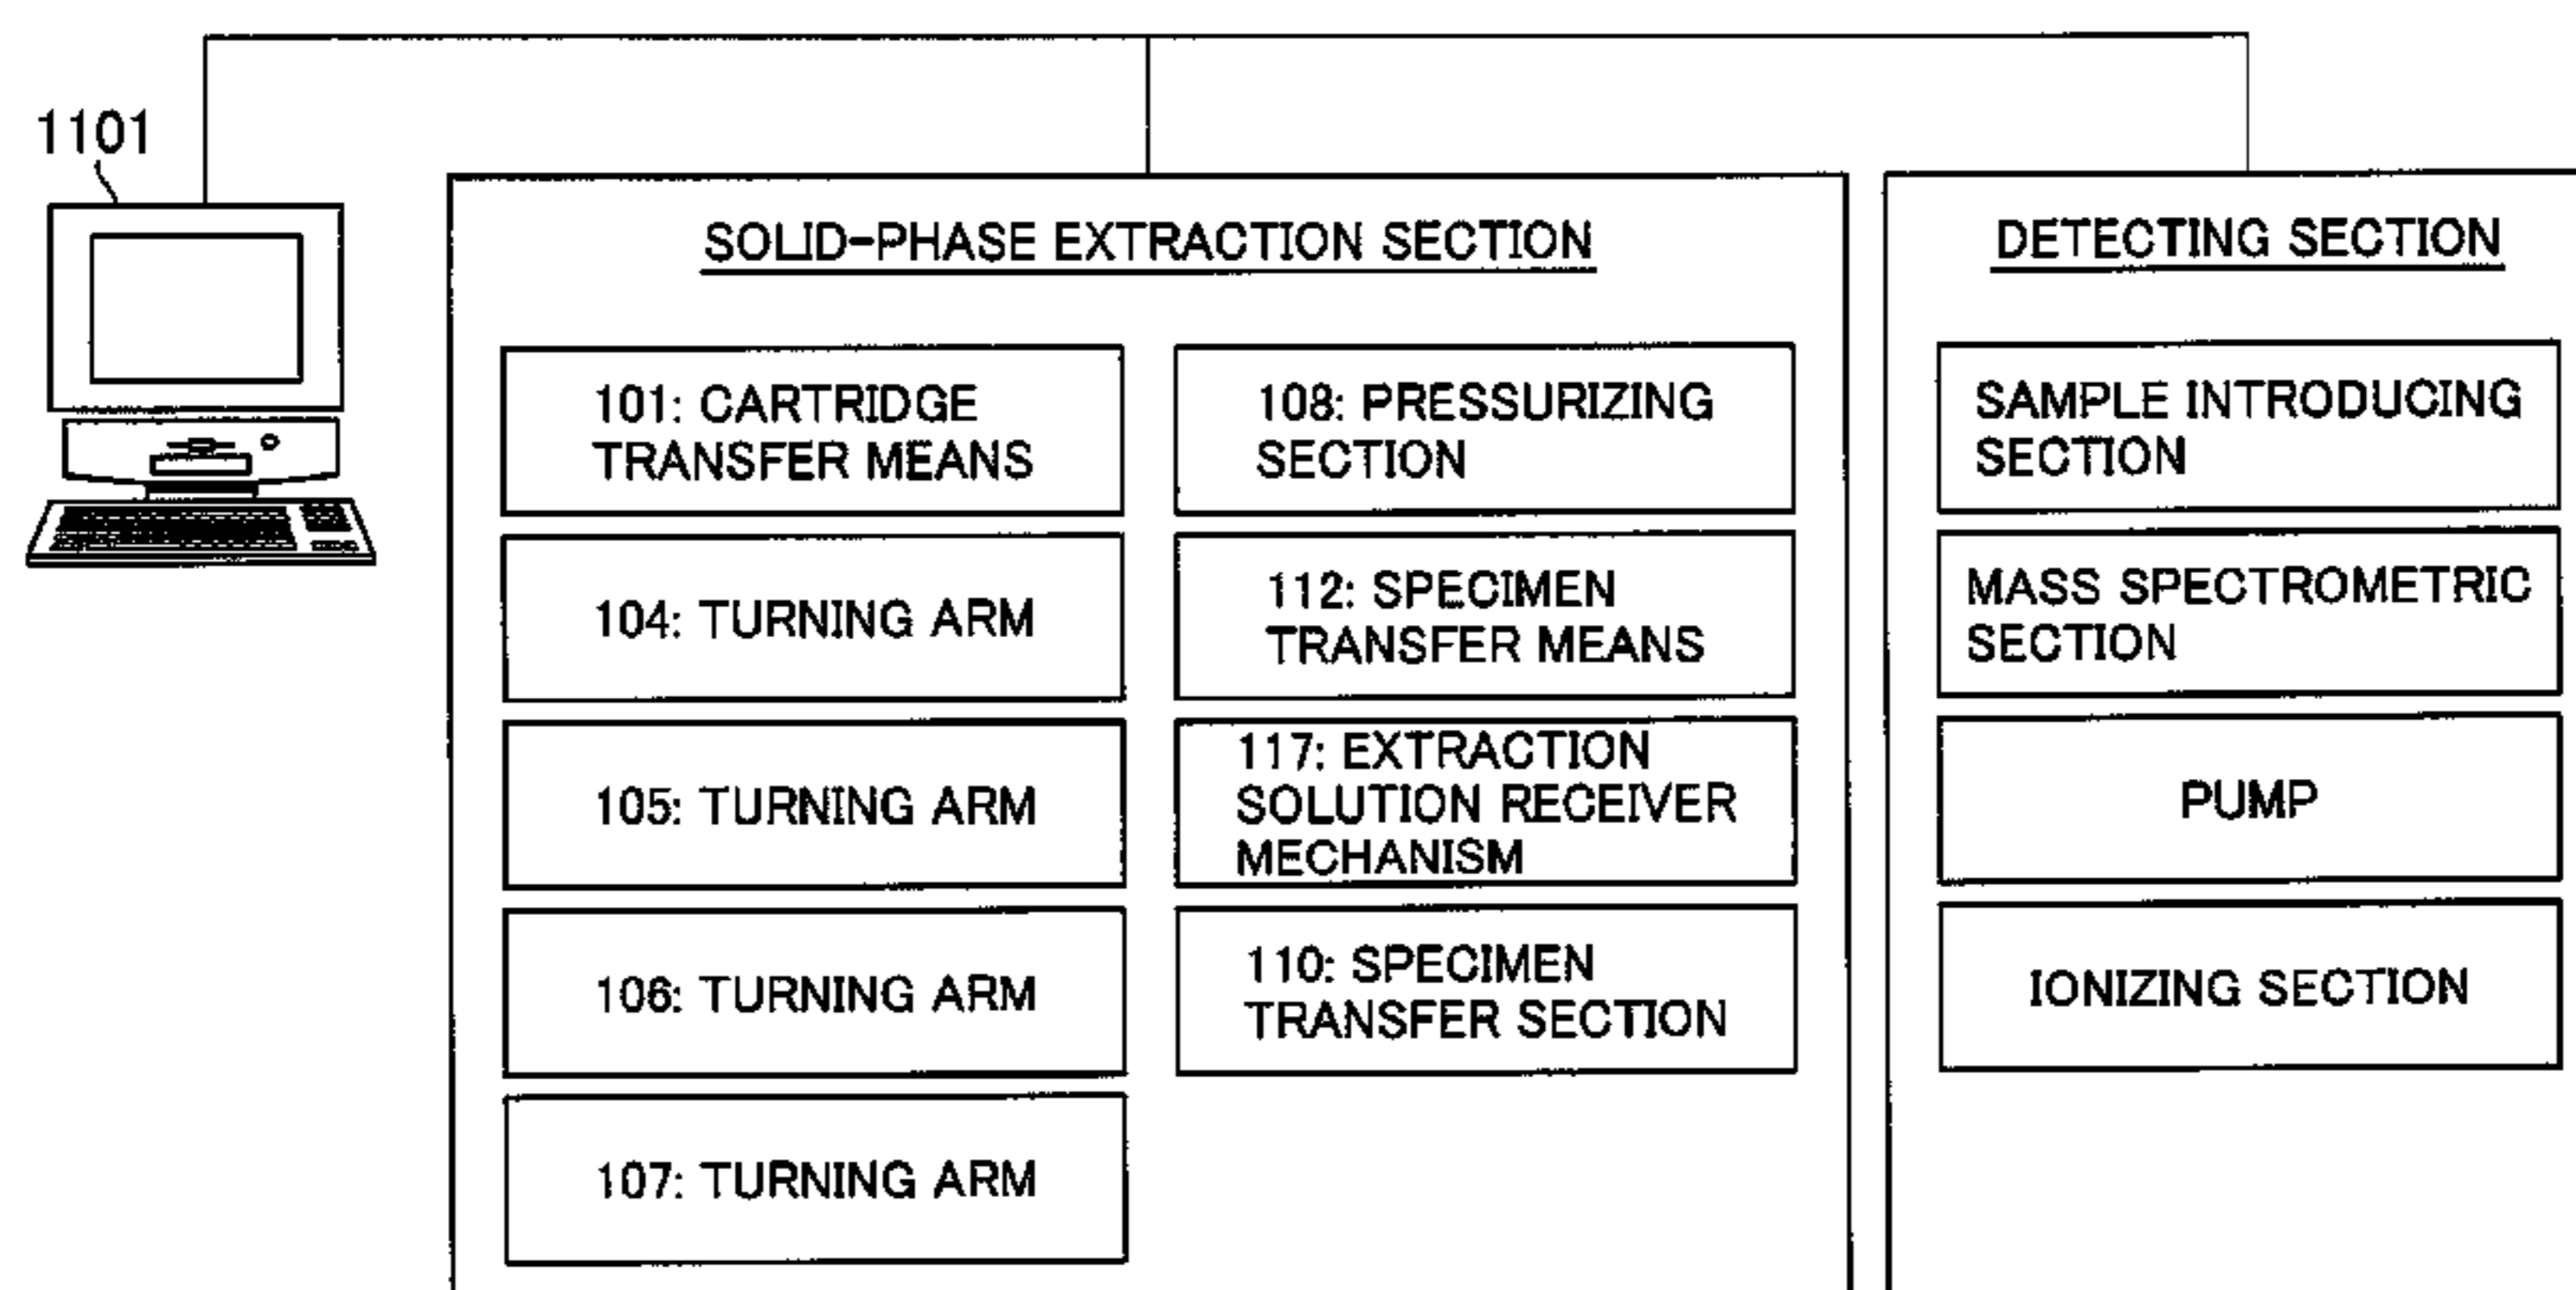 1101
SOLID-PHASE EXTRACTION SECTION
101: CARTRIDGE
TRANSFER MEANS
104: TURNING ARM
105: TURNING ARM
106: TURNING ARM
107: TURNING ARM
108: PRESSURIZING
SECTION
112: SPECIMEN
TRANSFER MEANS
117: EXTRACTION
SOLUTION RECEIVER
MECHANISM
110: SPECIMEN
TRANSFER SECTION
DETECTING SECTION
SAMPLE INTRODUCING
SECTION
MASS SPECTROMETRIC
SECTION
PUMP
IONIZING SECTION